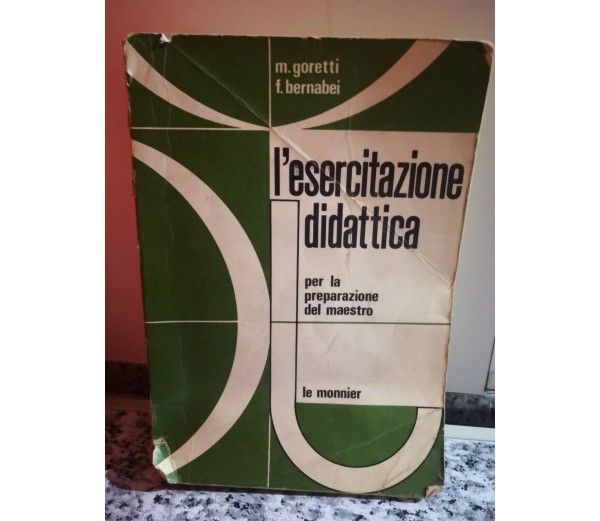 m.goretti
f.bernabei
l'esercitazione
didattica
per la
preparazione
del maestro
le monnier